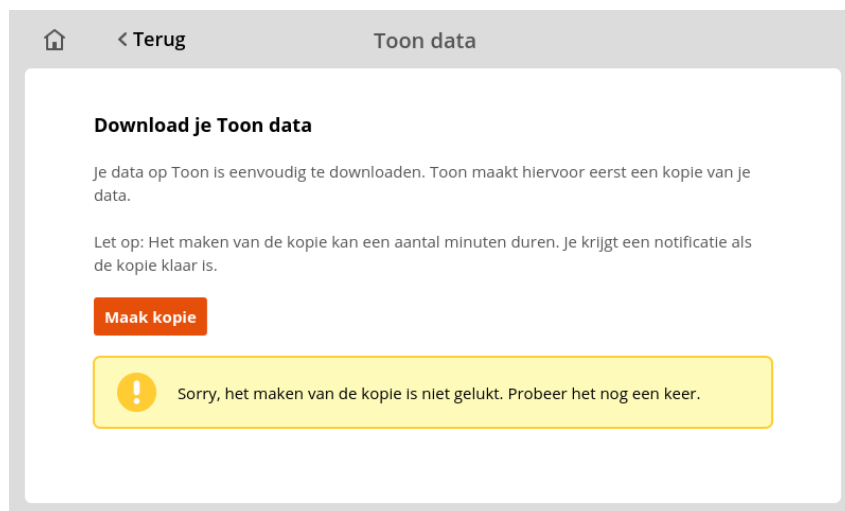 < Terug
Toon data
Download je Toon data
Je data op Toon is eenvoudig te downloaden. Toon maakt hiervoor eerst een kopie van je
data.
Let op: Het maken van de kopie kan een aantal minuten duren. Je krijgt een notificatie als
de kopie klaar is.
Maak kopie
Sorry, het maken van de kopie is niet gelukt. Probeer het nog een keer.